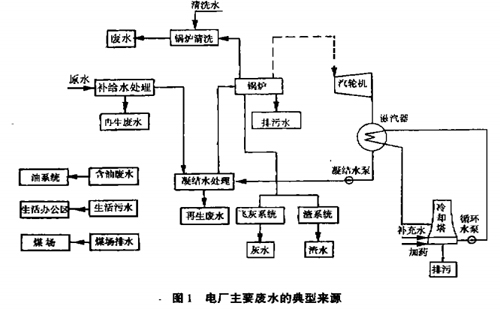 清洗水
废水
锅炉清洗
原水
补给水处理
锅炉
汽轮机
再生废水
排污水
凝汽器
凝结水泵
油系统
含油废水
凝结水处理
生活办公区
生活污水
再生废水
飞灰系统
渣系统
冷却塔
循环水泵
补充水
加药
煤场
煤场排水
灰水
渣水
排污
图1 电厂主要废水的典型来源